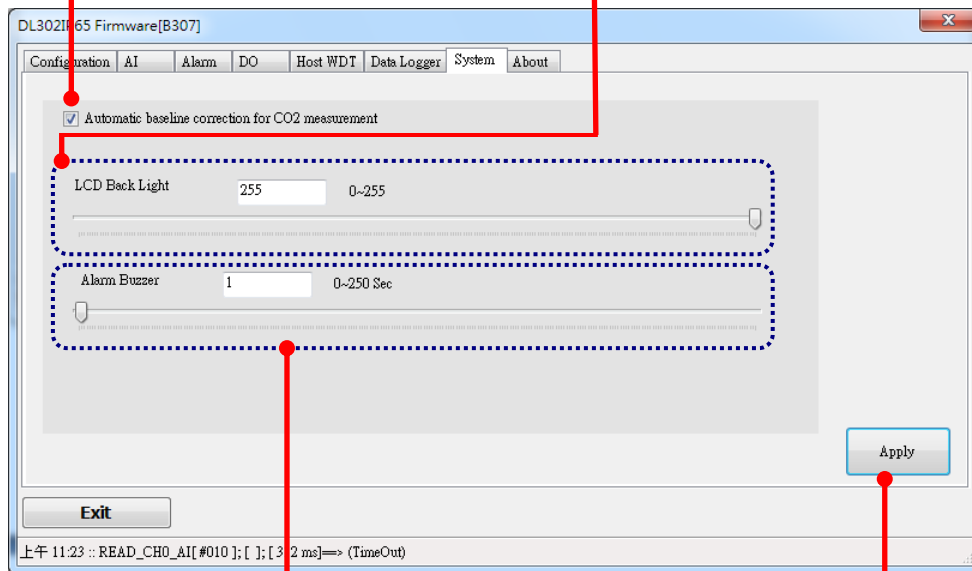 DL302IP65 Firmware[B307]
Configuration AI Alarm DO Host WDT Data Logger System About
Automatic baseline correction for CO2 measurement
LCD Back Light 255 0~255
Alarm Buzzer 1 0~250 Sec
Apply
Exit
上午 11:23 :: READ_CH0_AI[ #010 ]; [ ]; [ 2 ms]==> (TimeOut)